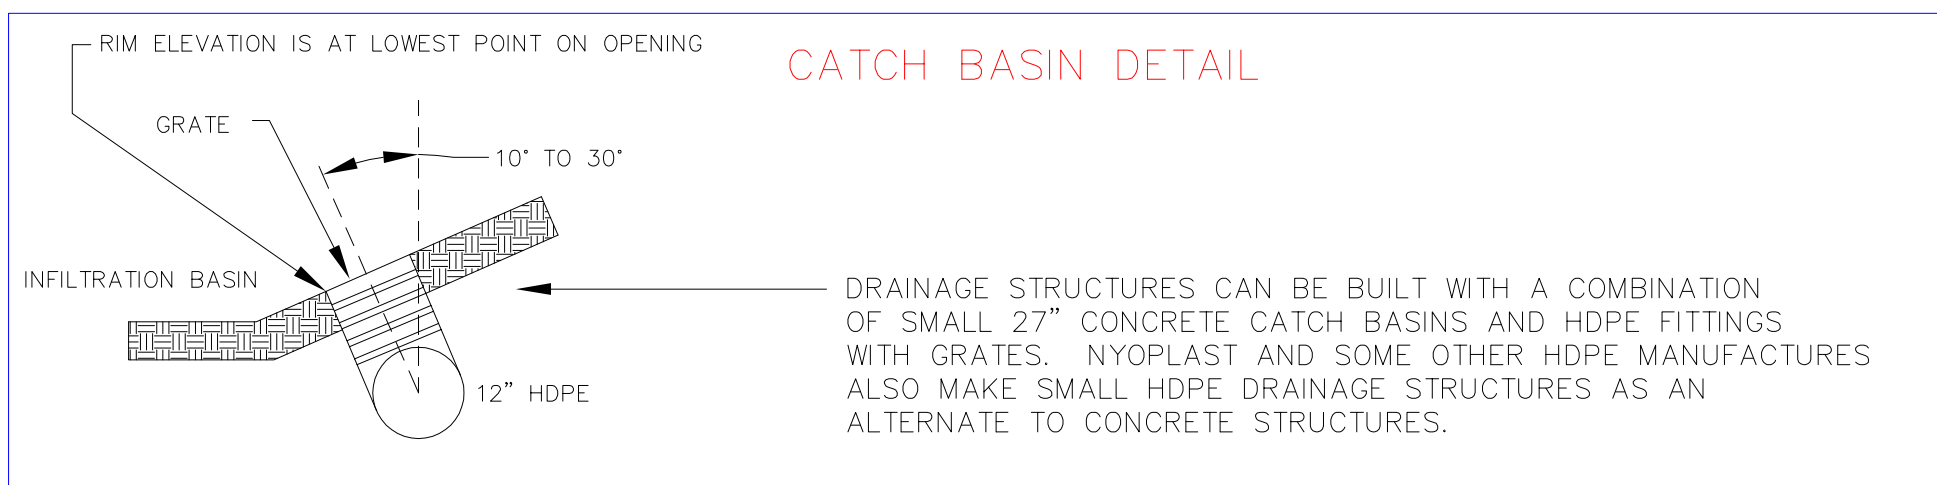 RIM ELEVATION IS AT LOWEST POINT ON OPENING
CATCH BASIN DETAIL
GRATE
10° TO 30°
INFILTRATION BASIN
12” HDPE
DRAINAGE STRUCTURES CAN BE BUILT WITH A COMBINATION
OF SMALL 27” CONCRETE CATCH BASINS AND HDPE FITTINGS
WITH GRATES.  NYOPLAST AND SOME OTHER HDPE MANUFACTURES
ALSO MAKE SMALL HDPE DRAINAGE STRUCTURES AS AN
ALTERNATE TO CONCRETE STRUCTURES.